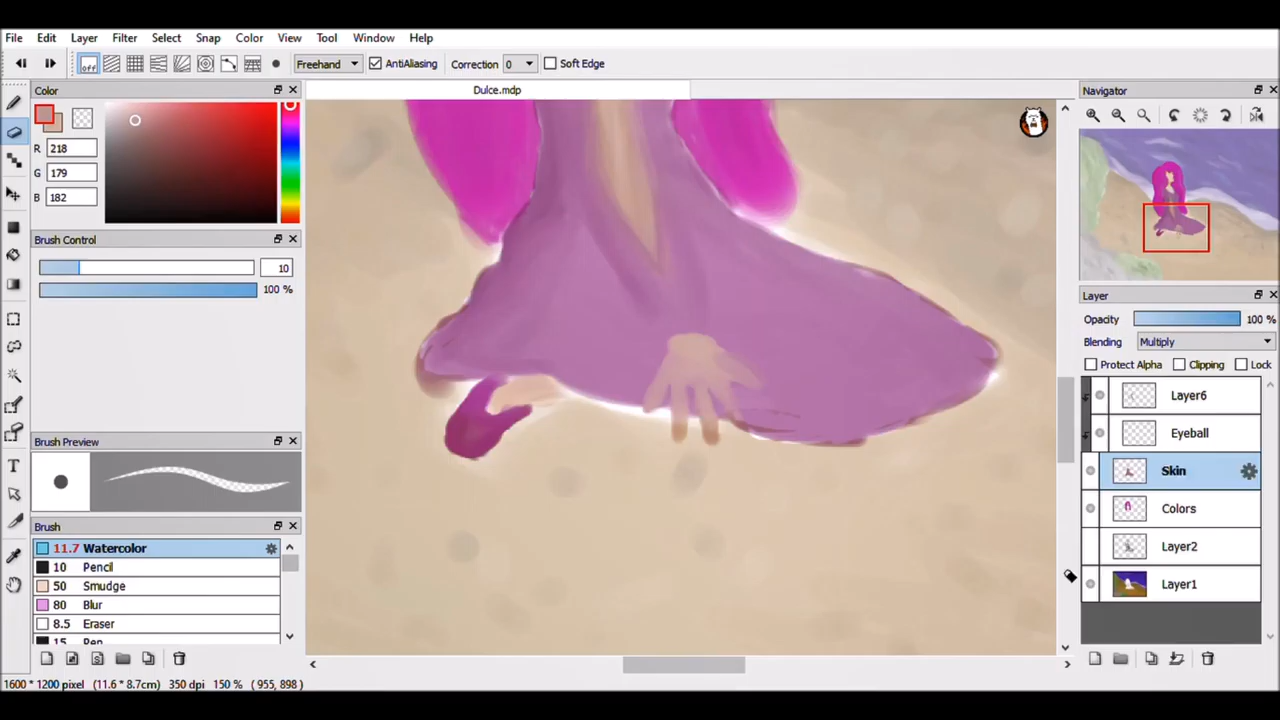 File Edit Layer Filter Select Snap Color View Tool Window Help
off Freehand AntiAliasing Correction 0 Soft Edge
Color
R 218
G 179
B 182
Brush Control
10
100 %
Brush Preview
Brush
11.7 Watercolor
10 Pencil
50 Smudge
80 Blur
8.5 Eraser
15 Pen
1600 * 1200 pixel (11.6 * 8.7cm) 350 dpi 150 % ( 955, 898 )
Dulce.mdp
Navigator
Layer
Opacity 100 %
Blending Multiply
Protect Alpha Clipping Lock
Layer6
Eyeball
Skin
Colors
Layer2
Layer1
T